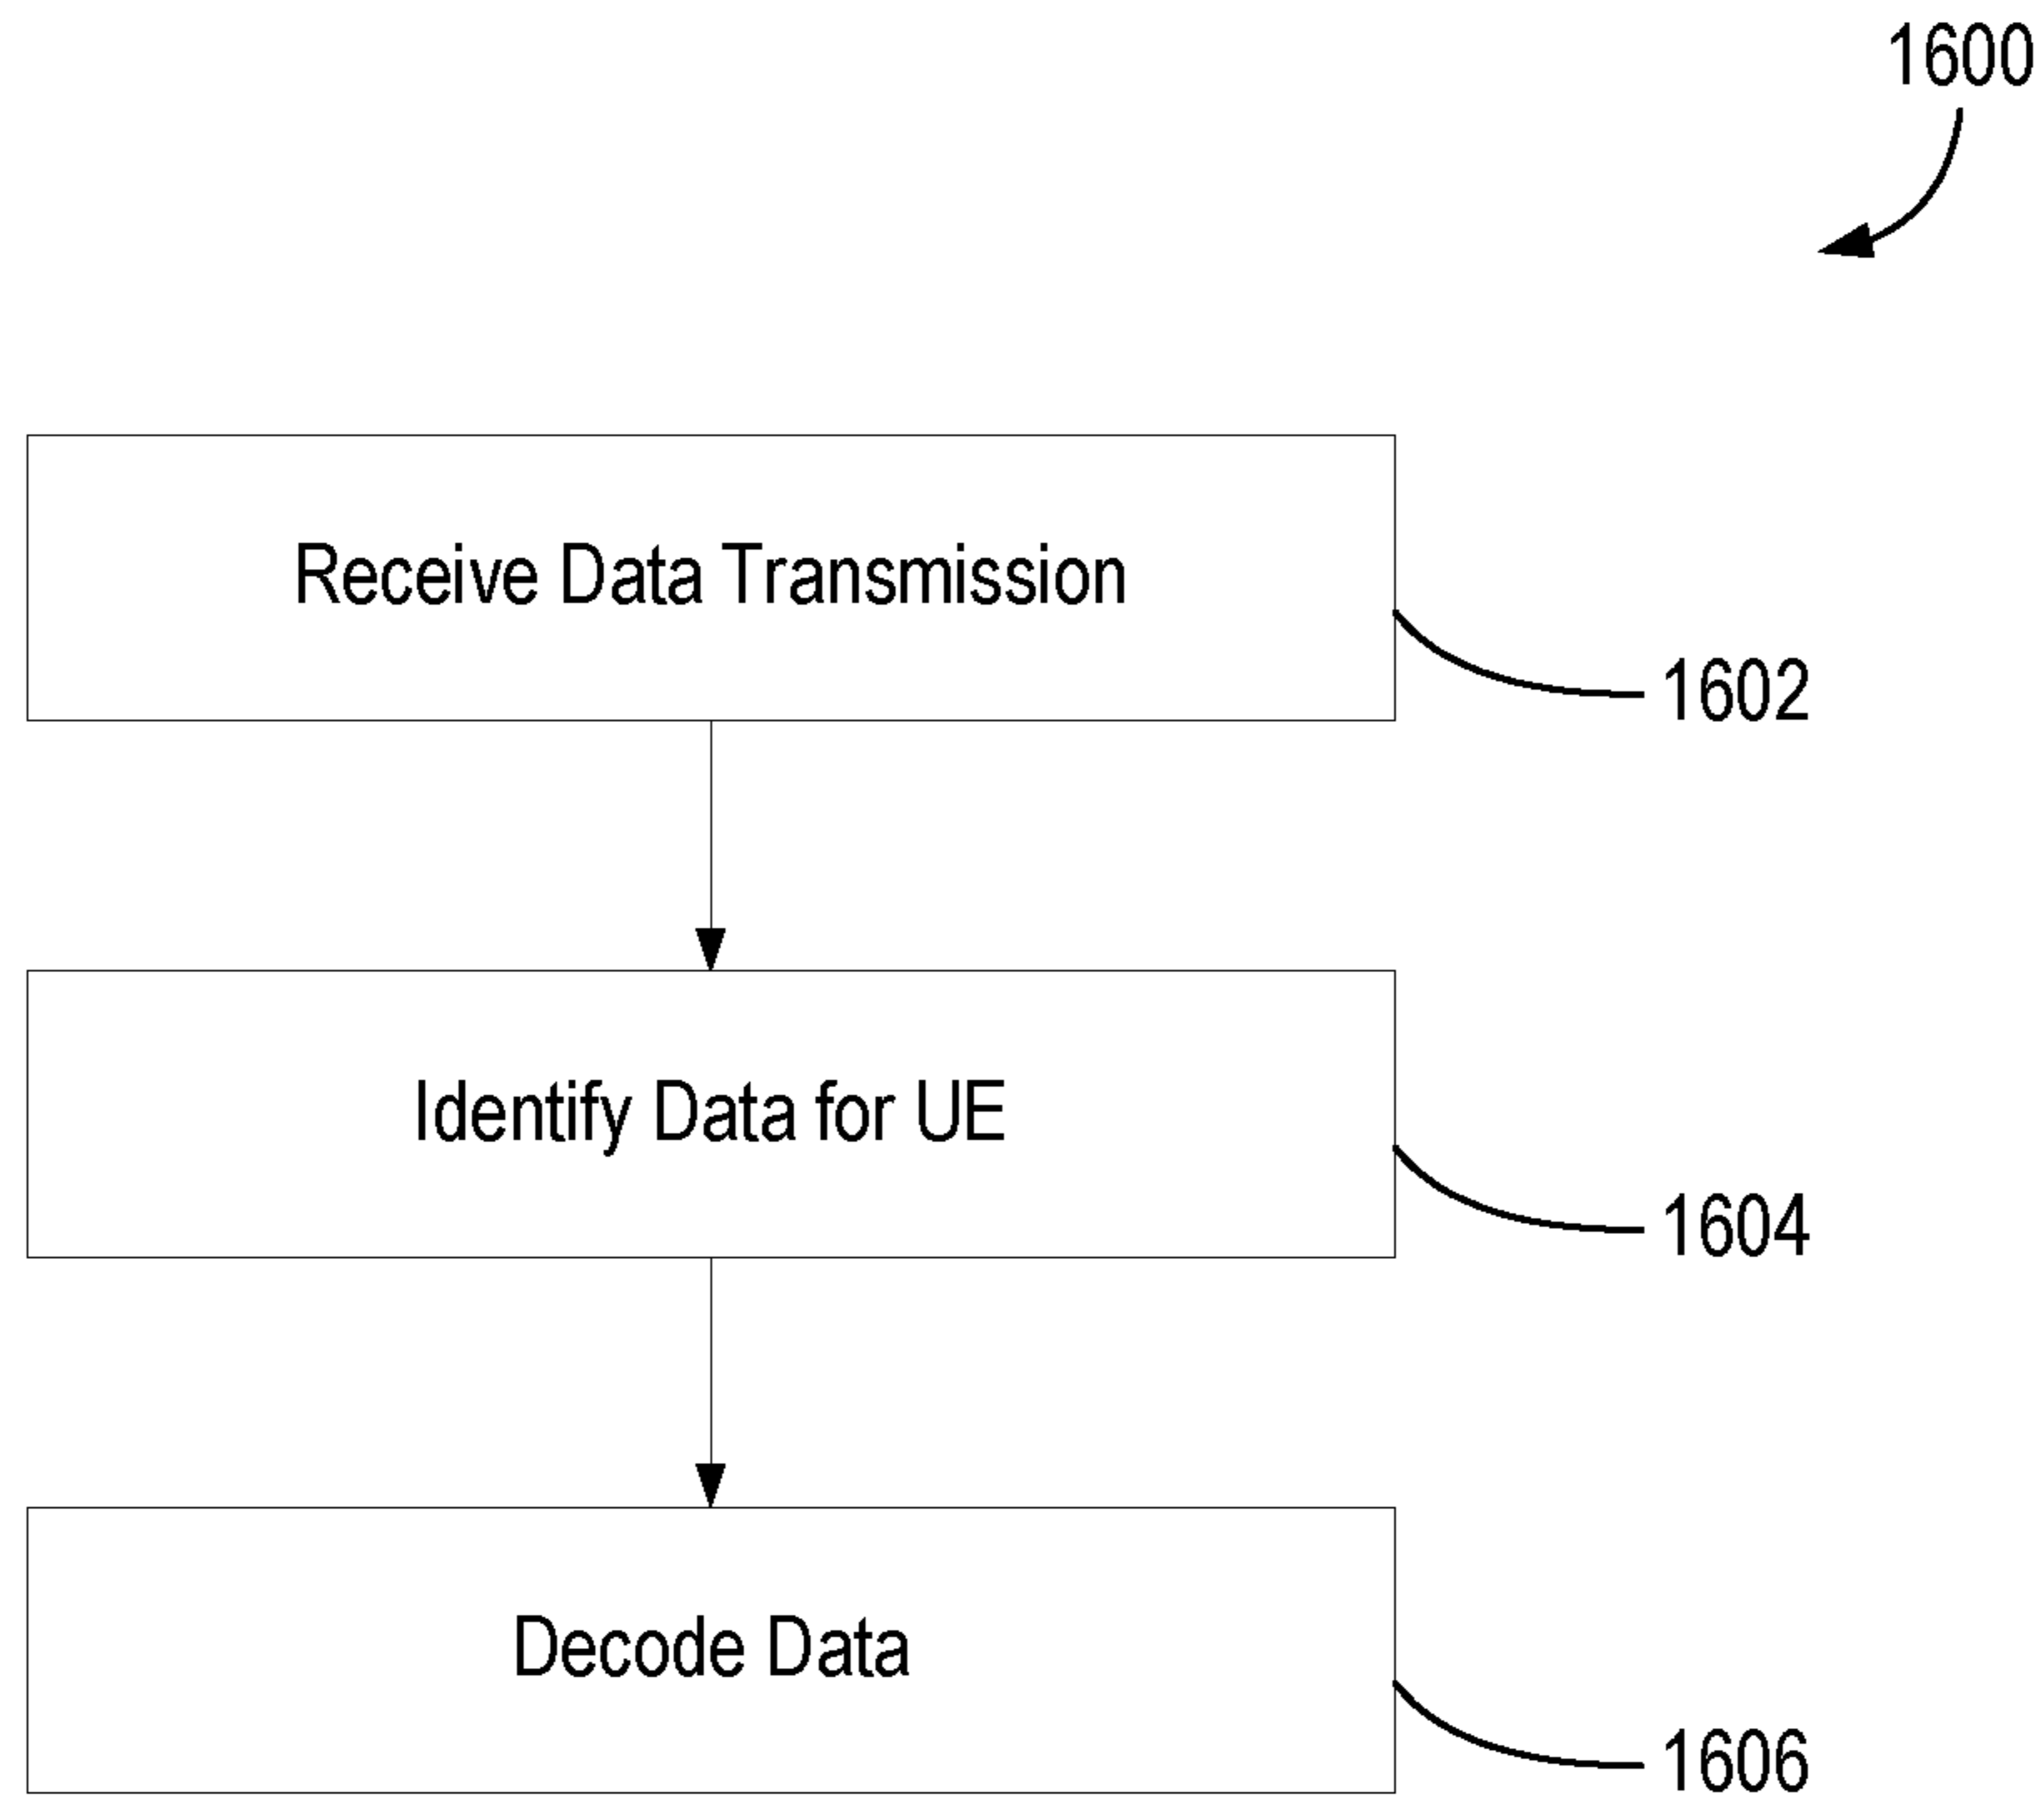 1600
Receive Data Transmission
1602
Identify Data for UE
1604
Decode Data
1606